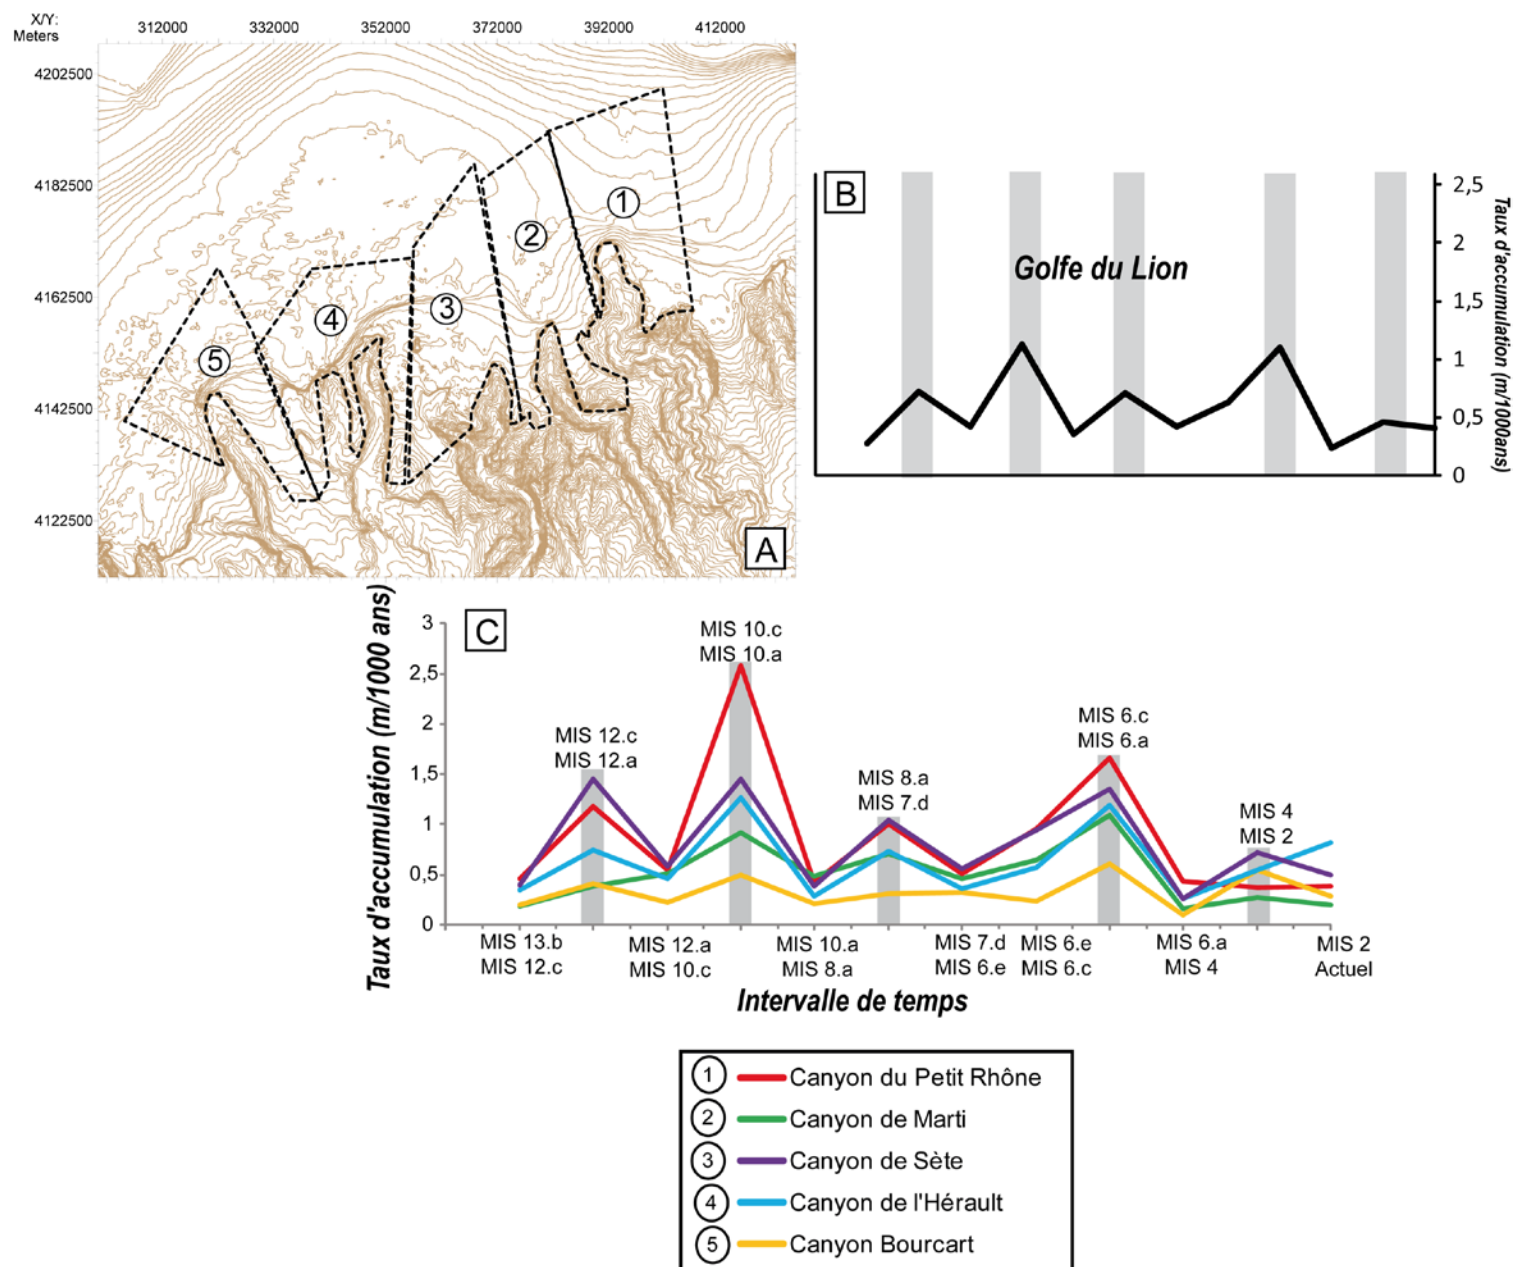 X/Y:
Meters
312000 332000 352000 372000 392000 412000
4202500
4182500
4162500
4142500
4122500
1
2
3
4
5
A
B
Golfe du Lion
2,5
2
1,5
1
0,5
0
Taux d'accumulation (m/1000ans)
C
Taux d'accumulation (m/1000 ans)
3
2,5
2
1,5
1
0,5
0
MIS 12.c
MIS 12.a
MIS 10.c
MIS 10.a
MIS 8.a
MIS 7.d
MIS 6.c
MIS 6.a
MIS 4
MIS 2
MIS 13.b
MIS 12.c
MIS 12.a
MIS 10.c
MIS 10.a
MIS 8.a
MIS 7.d
MIS 6.e
MIS 6.e
MIS 6.c
MIS 6.a
MIS 4
MIS 2
Actuel
Intervalle de temps
1 Canyon du Petit Rhône
2 Canyon de Marti
3 Canyon de Sète
4 Canyon de l'Hérault
5 Canyon Bourcart